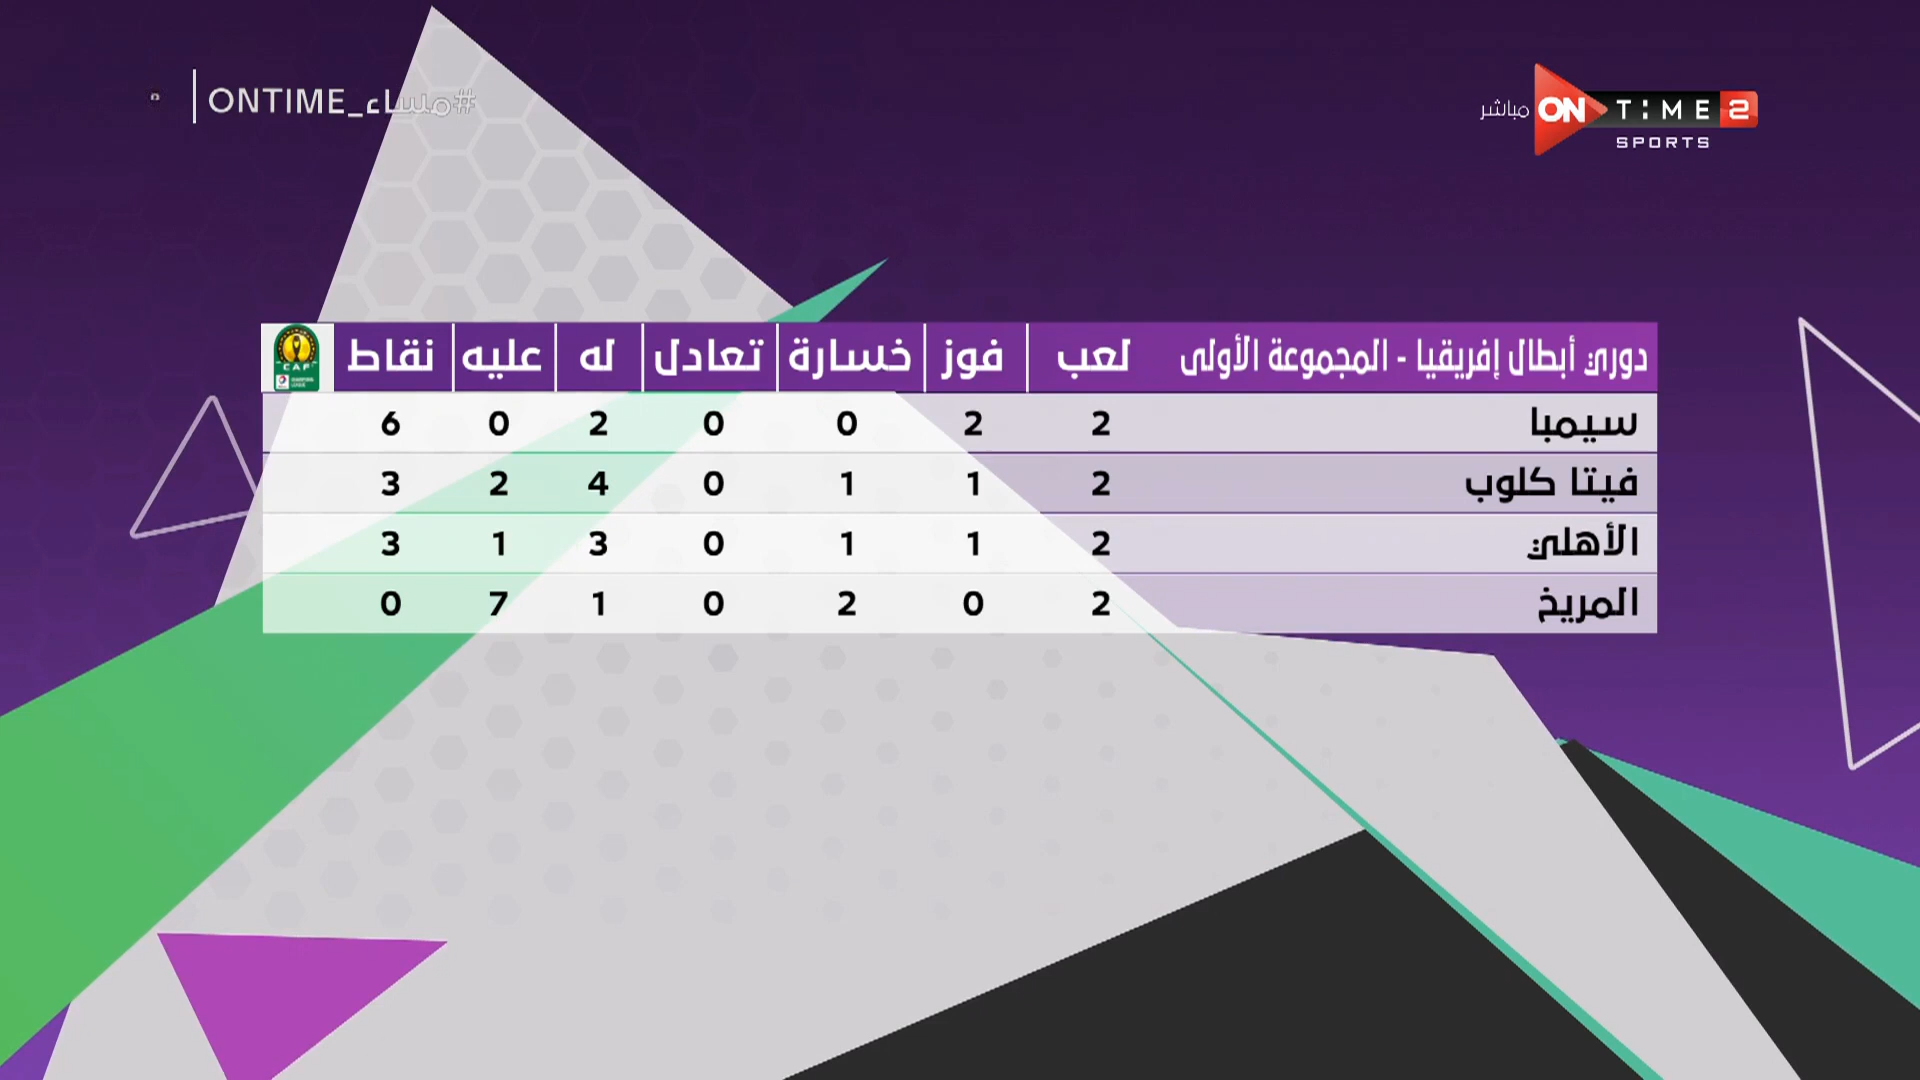 #مساء_ONTIME
مباشر ON TIME 2
SPORTS
دوري أبطال إفريقيا - المجموعة الأولى لعب فوز خسارة تعادل له عليه نقاط
سيمبا 2 2 0 0 2 0 6
فيتا كلوب 2 1 1 0 4 2 3
الأهلي 2 1 1 0 3 1 3
المريخ 2 0 2 0 1 7 0
CAF